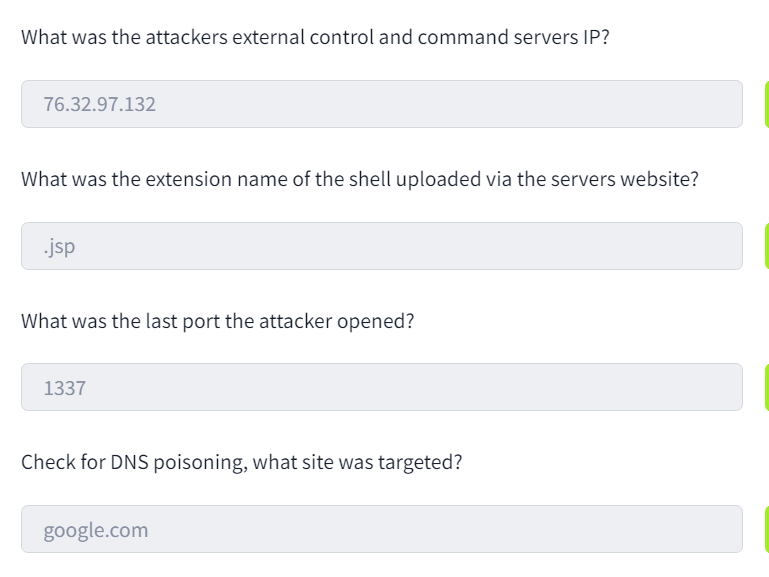 What was the attackers external control and command servers IP?
76.32.97.132
What was the extension name of the shell uploaded via the servers website?
.jsp
What was the last port the attacker opened?
1337
Check for DNS poisoning, what site was targeted?
google.com